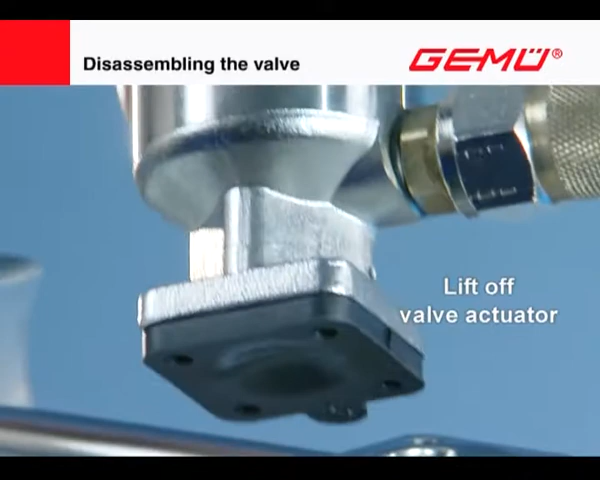 Disassembling the valve
GEMÜ®
Lift off
valve actuator